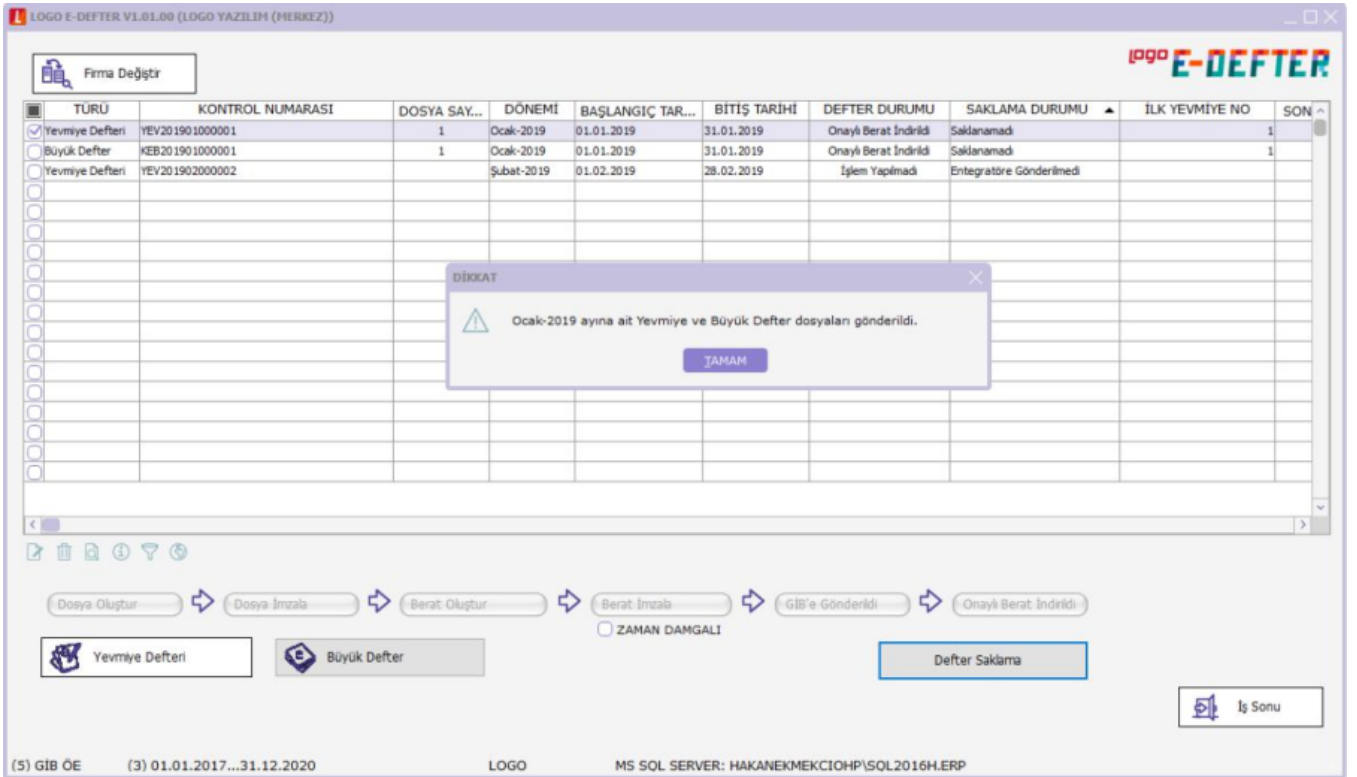 LOGO E-DEFTER V1.01.00 (LOGO YAZILIM (MERKEZ))
Firma Değiştir
LOGO E-DEFTER
TÜRÜ KONTROL NUMARASI DOSYA SAY... DÖNEMİ BAŞLANGIÇ TAR... BİTİŞ TARİHİ DEFTER DURUMU SAKLAMA DURUMU İLK YEVMİYE NO SON
Yevmiye Defteri YEV201901000001 1 Ocak-2019 01.01.2019 31.01.2019 Onaylı Berat İndirildi Saklanamadı 1
Büyük Defter KEB201901000001 1 Ocak-2019 01.01.2019 31.01.2019 Onaylı Berat İndirildi Saklanamadı 1
Yevmiye Defteri YEV201902000002 Şubat-2019 01.02.2019 28.02.2019 İşlem Yapılmadı Entegratöre Gönderilmedi
DİKKAT
Ocak-2019 ayına ait Yevmiye ve Büyük Defter dosyaları gönderildi.
TAMAM
Dosya Oluştur Dosya İmzala Berat Oluştur Berat İmzala GİB'e Gönderildi Onaylı Berat İndirildi
ZAMAN DAMGALI
Yevmiye Defteri Büyük Defter Defter Saklama
İş Sonu
(5) GİB ÖE (3) 01.01.2017...31.12.2020 LOGO MS SQL SERVER: HAKANEKMEKCIOHP\SQL2016H.ERP